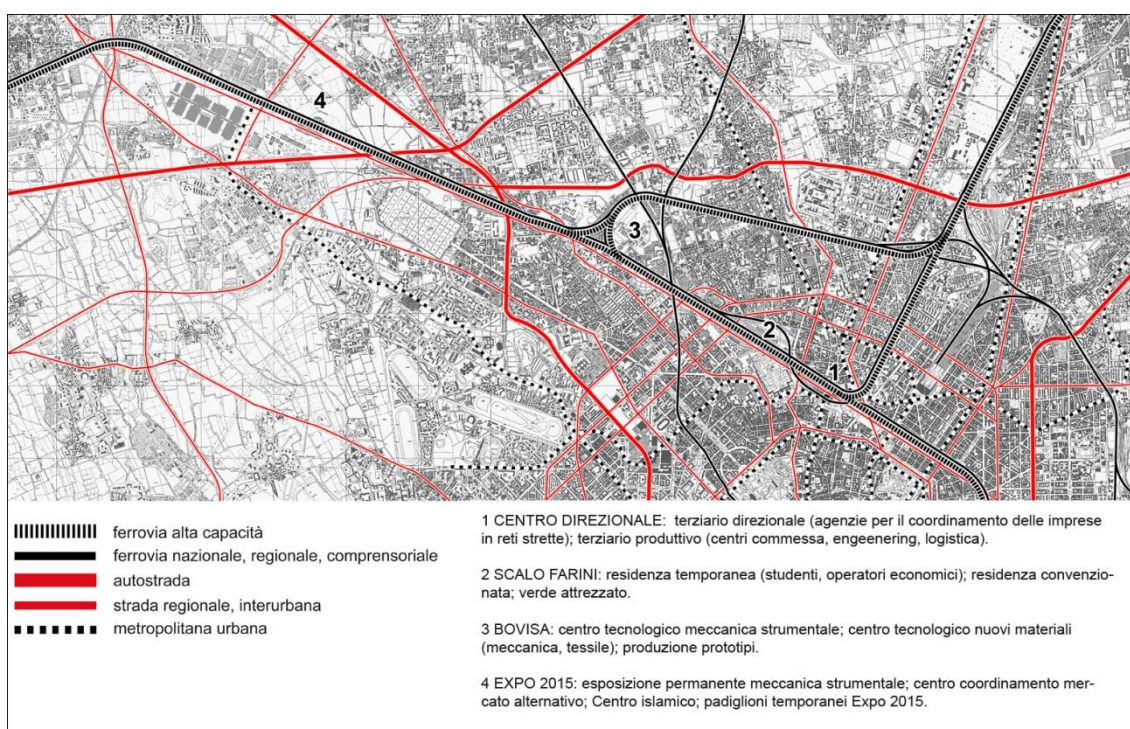 4
3
2
1
ferrovia alta capacità
ferrovia nazionale, regionale, comprensoriale
autostrada
strada regionale, interurbana
metropolitana urbana
1 CENTRO DIREZIONALE: terziario direzionale (agenzie per il coordinamento delle imprese
in reti strette); terziario produttivo (centri commessa, engeenering, logistica).
2 SCALO FARINI: residenza temporanea (studenti, operatori economici); residenza convenzio-
nata; verde attrezzato.
3 BOVISA: centro tecnologico meccanica strumentale; centro tecnologico nuovi materiali
(meccanica, tessile); produzione prototipi.
4 EXPO 2015: esposizione permanente meccanica strumentale; centro coordinamento mer-
cato alternativo; Centro islamico; padiglioni temporanei Expo 2015.